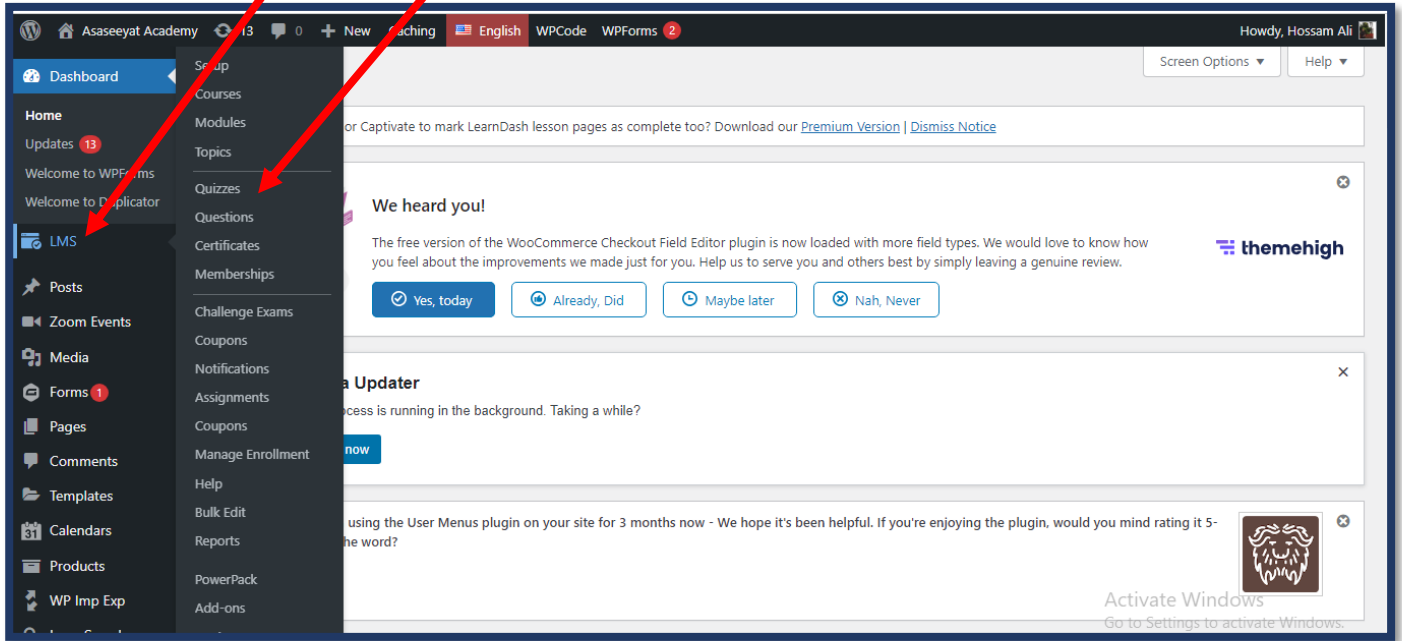 Asaseeyat Academy 13 0 + New Caching English WPCode WPForms 2 Howdy, Hossam Ali
Screen Options Help
Dashboard
Home
Updates 13
Welcome to WPForms
Welcome to Duplicator
LMS
Posts
Zoom Events
Media
Forms 1
Pages
Comments
Templates
Calendars
Products
WP Imp Exp
Setup
Courses
Modules
Topics
Quizzes
Questions
Certificates
Memberships
Challenge Exams
Coupons
Notifications
Assignments
Coupons
Manage Enrollment
Help
Bulk Edit
Reports
PowerPack
Add-ons
or Captivate to mark LearnDash lesson pages as complete too? Download our Premium Version | Dismiss Notice
We heard you!
The free version of the WooCommerce Checkout Field Editor plugin is now loaded with more field types. We would love to know how
you feel about the improvements we made just for you. Help us to serve you and others best by simply leaving a genuine review.
themehigh
Yes, today Already, Did Maybe later Nah, Never
a Updater
ocess is running in the background. Taking a while?
now
using the User Menus plugin on your site for 3 months now - We hope it's been helpful. If you're enjoying the plugin, would you mind rating it 5-
he word?
Activate Windows
Go to Settings to activate Windows.